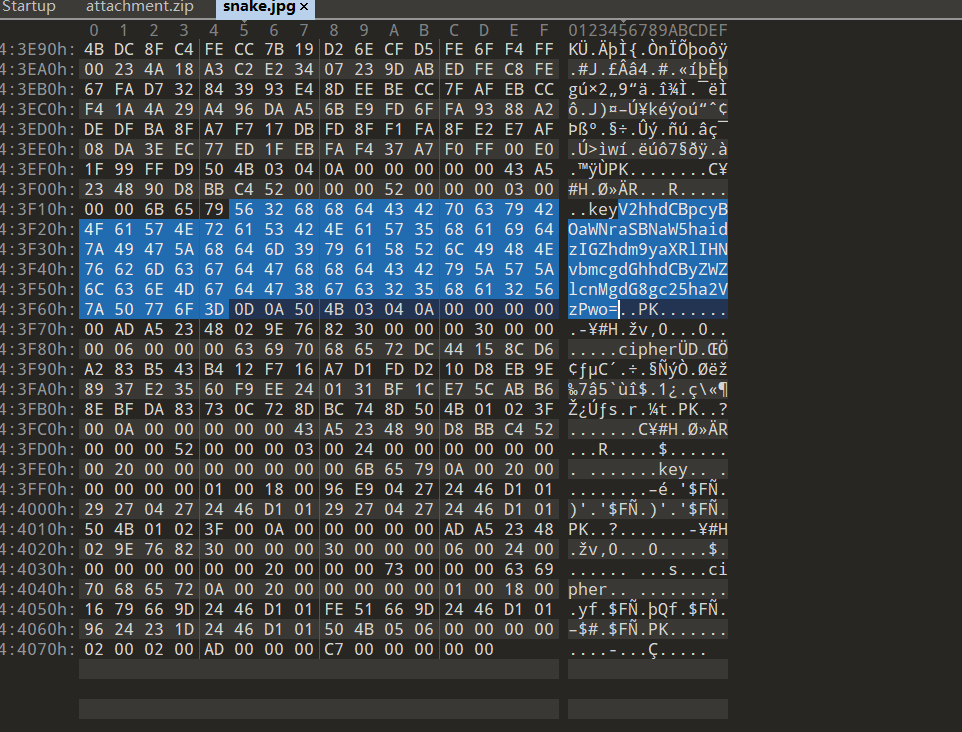 Startup attachment.zip snake.jpg ×
0 1 2 3 4 5 6 7 8 9 A B C D E F 0123456789ABCDEF
4:3E90h: 4B DC 8F C4 FE CC 7B 19 D2 6E CF D5 FE 6F F4 FF KÜ.ÄþÌ{.ÒnÏÕþoôÿ
4:3EA0h: 00 23 4A 18 A3 C2 E2 34 07 23 9D AB ED FE C8 FE .#J.£Ââ4.#.«íþÈþ
4:3EB0h: 67 FA D7 32 84 39 93 E4 8D EE BE CC 7F AF EB CC gú×2„9“ä.î¾Ì.¯ëÌ
4:3EC0h: F4 1A 4A 29 A4 96 DA A5 6B E9 FD 6F FA 93 88 A2 ô.J)¤–Ú¥kéýoú“ˆ¢
4:3ED0h: DE DF BA 8F A7 F7 17 DB FD 8F F1 FA 8F E2 E7 AF Þßº.§÷.Ûý.ñú.âç¯
4:3EE0h: 08 DA 3E EC 77 ED 1F EB FA F4 37 A7 F0 FF 00 E0 .Ú>ìwí.ëúô7§ðÿ.à
4:3EF0h: 1F 99 FF D9 50 4B 03 04 0A 00 00 00 00 00 43 A5 .™ÿÙPK........C¥
4:3F00h: 23 48 90 D8 BB C4 52 00 00 00 52 00 00 00 03 00 #H.Ø»ÄR...R.....
4:3F10h: 00 00 6B 65 79 56 32 68 68 64 43 42 70 63 79 42 ..keyV2hhdCBpcyB
4:3F20h: 4F 61 57 4E 72 61 53 42 4E 61 57 35 68 61 69 64 OaWNraSBNaW5haid
4:3F30h: 7A 49 47 5A 68 64 6D 39 79 61 58 52 6C 49 48 4E zIGZhdm9yaXRlIHN
4:3F40h: 76 62 6D 63 67 64 47 68 68 64 43 42 79 5A 57 5A vbmcgdGhhdCByZWZ
4:3F50h: 6C 63 6E 4D 67 64 47 38 67 63 32 35 68 61 32 56 lcnMgdG8gc25ha2V
4:3F60h: 7A 50 77 6F 3D 0D 0A 50 4B 03 04 0A 00 00 00 00 zPwo=..PK.......
4:3F70h: 00 AD A5 23 48 02 9E 76 82 30 00 00 00 30 00 00 .-¥#H.žv‚0...0..
4:3F80h: 00 06 00 00 00 63 69 70 68 65 72 DC 44 15 8C D6 .....cipherÜD.ŒÖ
4:3F90h: A2 83 B5 43 B4 12 F7 16 A7 D1 FD D2 10 D8 EB 9E ¢ƒµC´.÷.§ÑýÒ.Øëž
4:3FA0h: 89 37 E2 35 60 F9 EE 24 01 31 BF 1C E7 5C AB B6 ‰7â5`ùî$.1¿.ç\«¶
4:3FB0h: 8E BF DA 83 73 0C 72 8D BC 74 8D 50 4B 01 02 3F Ž¿Úƒs.r.¼t.PK..?
4:3FC0h: 00 0A 00 00 00 00 00 43 A5 23 48 90 D8 BB C4 52 .......C¥#H.Ø»ÄR
4:3FD0h: 00 00 00 52 00 00 00 03 00 24 00 00 00 00 00 00 ...R.....$......
4:3FE0h: 00 20 00 00 00 00 00 00 00 6B 65 79 0A 00 20 00 . .......key.. .
4:3FF0h: 00 00 00 00 01 00 18 00 96 E9 04 27 24 46 D1 01 ........–é.'$FÑ.
4:4000h: 29 27 04 27 24 46 D1 01 29 27 04 27 24 46 D1 01 )'.'$FÑ.)'.'$FÑ.
4:4010h: 50 4B 01 02 3F 00 0A 00 00 00 00 00 AD A5 23 48 PK..?.......-¥#H
4:4020h: 02 9E 76 82 30 00 00 00 30 00 00 00 06 00 24 00 .žv‚0...0.....$.
4:4030h: 00 00 00 00 00 00 20 00 00 00 73 00 00 00 63 69 ...... ...s...ci
4:4040h: 70 68 65 72 0A 00 20 00 00 00 00 00 01 00 18 00 pher.. .........
4:4050h: 16 79 66 9D 24 46 D1 01 FE 51 66 9D 24 46 D1 01 .yf.$FÑ.þQf.$FÑ.
4:4060h: 96 24 23 1D 24 46 D1 01 50 4B 05 06 00 00 00 00 –$#.$FÑ.PK......
4:4070h: 02 00 02 00 AD 00 00 00 C7 00 00 00 00 00 ....-...Ç.....